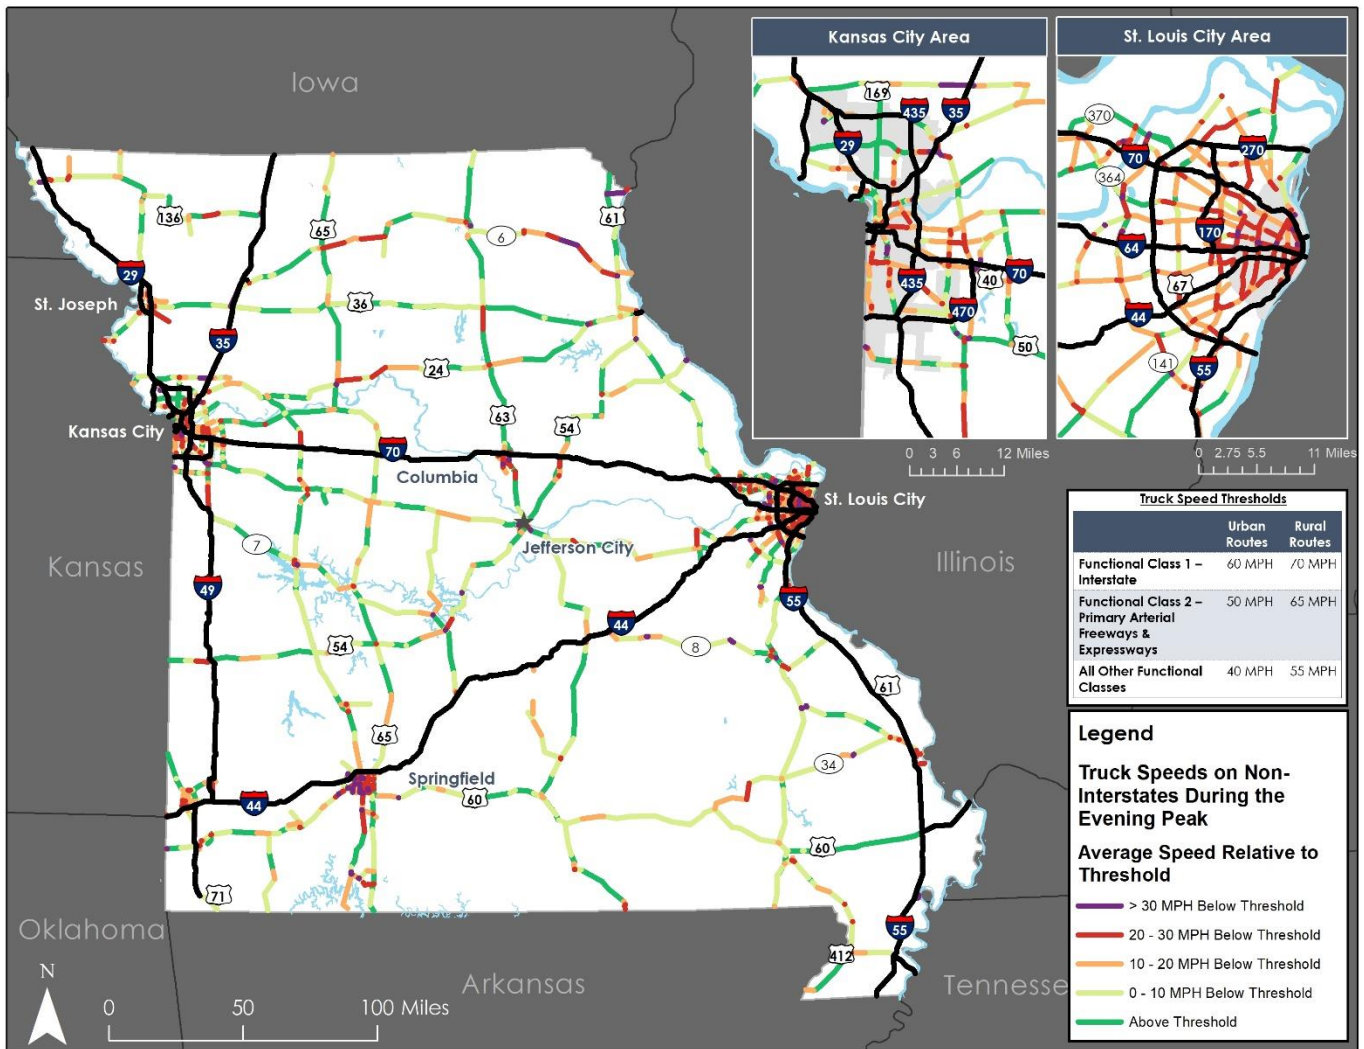 Kansas City Area
St. Louis City Area
Iowa
169
435
35
29
70
40
435
470
50
370
270
70
364
64
170
67
44
141
55
0 3 6 12 Miles
0 2.75 5.5 11 Miles
136
65
6
61
29
St. Joseph
36
35
24
63
54
Kansas City
70
Columbia
St. Louis City
Jefferson City
7
Kansas
Illinois
49
55
44
54
8
61
65
34
Springfield
44
60
60
71
Oklahoma
55
412
Arkansas
Tennesse
N
0 50 100 Miles
Truck Speed Thresholds
Urban Routes
Rural Routes
Functional Class 1 –
Interstate
60 MPH 70 MPH
Functional Class 2 –
Primary Arterial
Freeways &
Expressways
50 MPH 65 MPH
All Other Functional
Classes
40 MPH 55 MPH
Legend
Truck Speeds on Non-
Interstates During the
Evening Peak
Average Speed Relative to
Threshold
> 30 MPH Below Threshold
20 - 30 MPH Below Threshold
10 - 20 MPH Below Threshold
0 - 10 MPH Below Threshold
Above Threshold